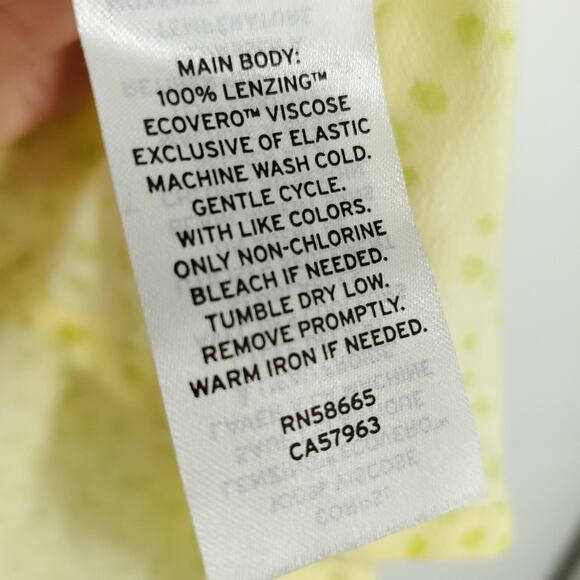 MAIN BODY:
100% LENZING™
ECOVERO™ VISCOSE
EXCLUSIVE OF ELASTIC
MACHINE WASH COLD.
GENTLE CYCLE.
WITH LIKE COLORS.
ONLY NON-CHLORINE
BLEACH IF NEEDED.
TUMBLE DRY LOW.
REMOVE PROMPTLY.
WARM IRON IF NEEDED.
RN58665
CA57963